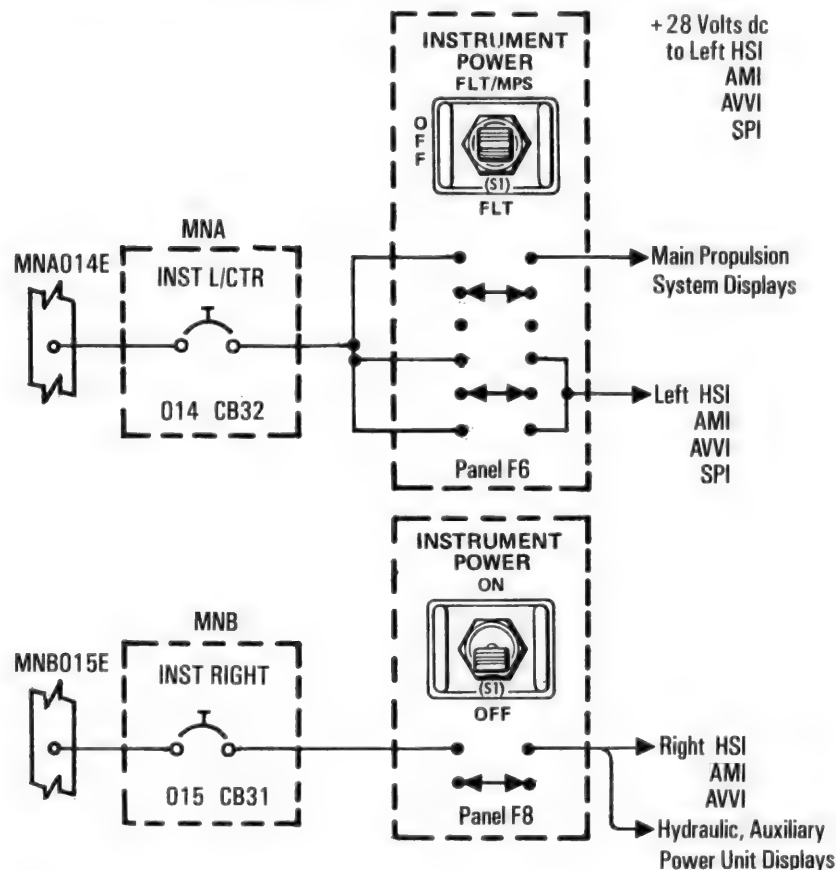 +28 Volts dc
to Left HSI
AMI
AVVI
SPI
INSTRUMENT
POWER
FLT/MPS
OFF
(S1)
FLT
MNA
MNA014E
INST L/CTR
014 CB32
Main Propulsion
System Displays
Left HSI
AMI
AVVI
SPI
Panel F6
INSTRUMENT
POWER
ON
(S1)
OFF
MNB
MNB015E
INST RIGHT
015 CB31
Right HSI
AMI
AVVI
Panel F8
Hydraulic, Auxiliary
Power Unit Displays